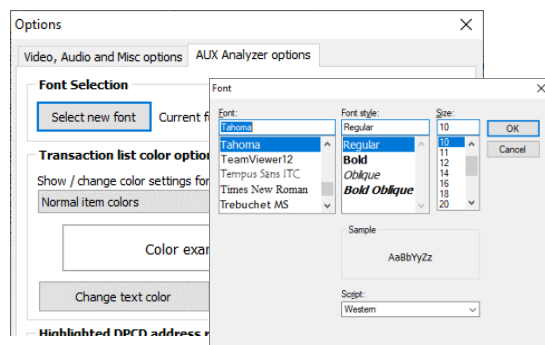 Options
Video, Audio and Misc options AUX Analyzer options
Font Selection
Select new font Current f
Transaction list color optior
Show / change color settings for
Normal item colors
Color exar
Change text color
Highlighted DPCD address r
Font
Font:
Tahoma
Tahoma
TeamViewer12
Tempus Sans ITC
Times New Roman
Trebuchet MS
Font style:
Regular
Regular
Bold
Oblique
Bold Oblique
Size:
10
10
11
12
14
16
18
20
OK
Cancel
Sample
AaBbYyZz
Script:
Western